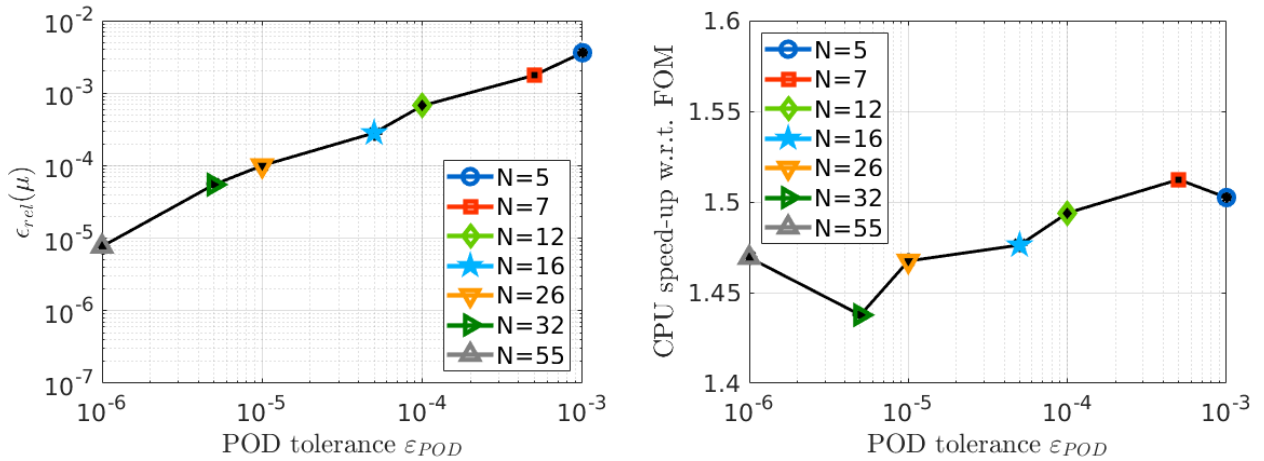 10^-2
10^-3
10^-4
10^-5
10^-6
10^-7
ϵ_rel(μ)
N=5
N=7
N=12
N=16
N=26
N=32
N=55
10^-6 10^-5 10^-4 10^-3
POD tolerance ε_POD
1.6
1.55
1.5
1.45
1.4
CPU speed-up w.r.t. FOM
N=5
N=7
N=12
N=16
N=26
N=32
N=55
10^-6 10^-5 10^-4 10^-3
POD tolerance ε_POD